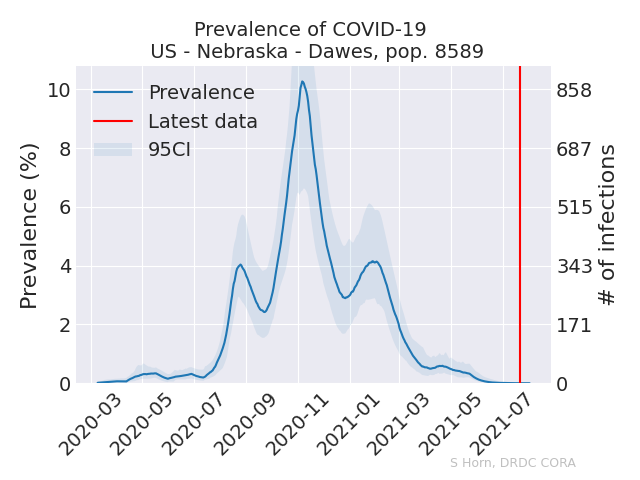 Prevalence of COVID-19
US - Nebraska - Dawes, pop. 8589
Prevalence
Latest data
95CI
Prevalence (%)
10
8
6
4
2
0
858
687
515
343
171
0
# of infections
2020-03
2020-05
2020-07
2020-09
2020-11
2021-01
2021-03
2021-05
2021-07
S Horn, DRDC CORA